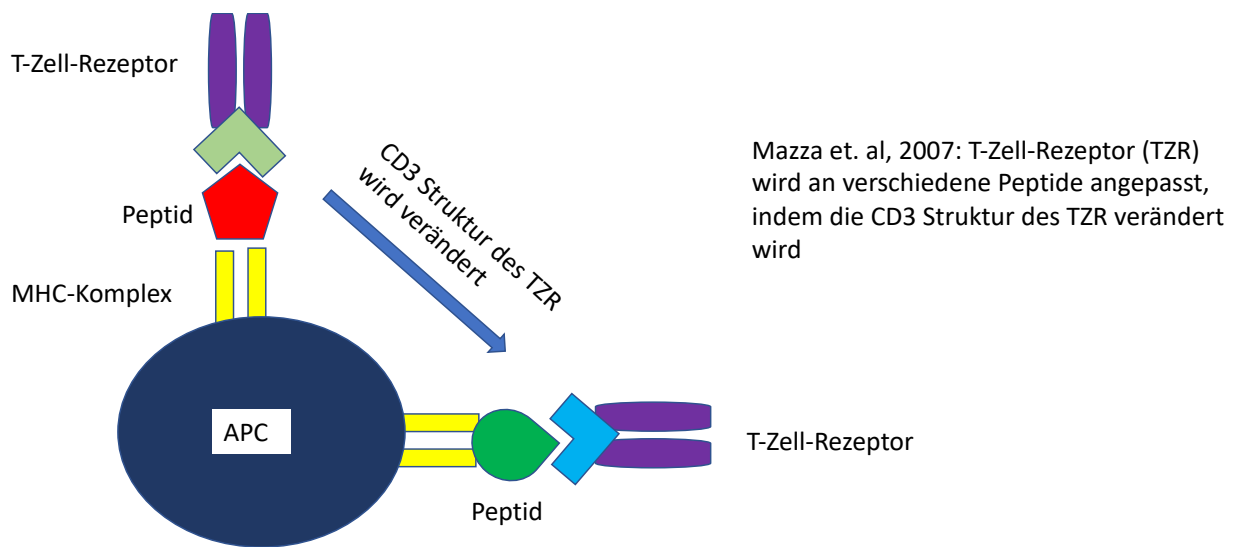 T-Zell-Rezeptor
Peptid
MHC-Komplex
APC
CD3 Struktur des TZR
wird verändert
Peptid
T-Zell-Rezeptor
Mazza et. al, 2007: T-Zell-Rezeptor (TZR)
wird an verschiedene Peptide angepasst,
indem die CD3 Struktur des TZR verändert
wird